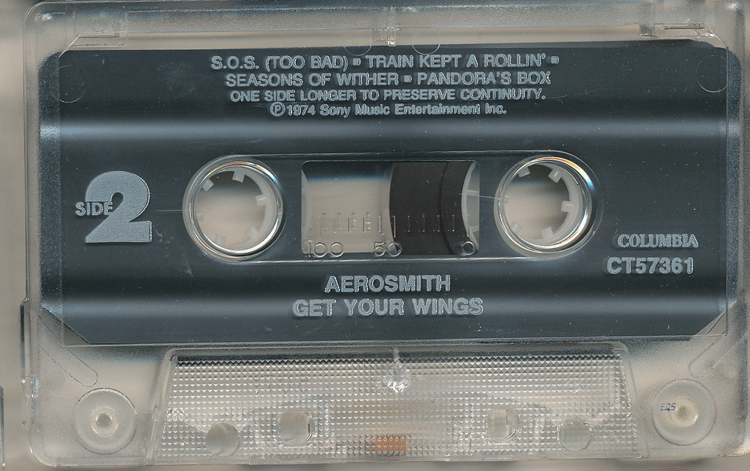 S.O.S. (TOO BAD) ▪ TRAIN KEPT A ROLLIN' ▪
SEASONS OF WITHER ▪ PANDORA'S BOX
ONE SIDE LONGER TO PRESERVE CONTINUITY.
℗1974 Sony Music Entertainment Inc.
SIDE 2
100 50 0
COLUMBIA
CT57361
AEROSMITH
GET YOUR WINGS